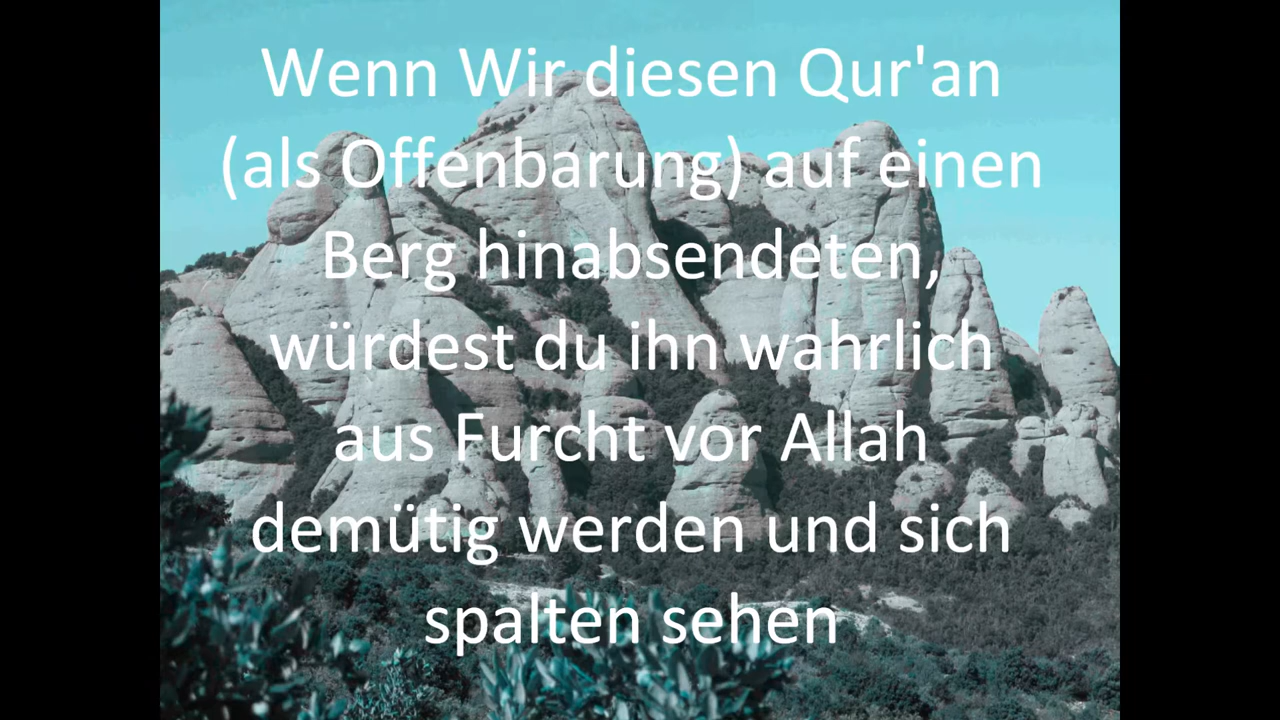 Wenn Wir diesen Qur'an
(als Offenbarung) auf einen
Berg hinabsendeten,
würdest du ihn wahrlich
aus Furcht vor Allah
demütig werden und sich
spalten sehen